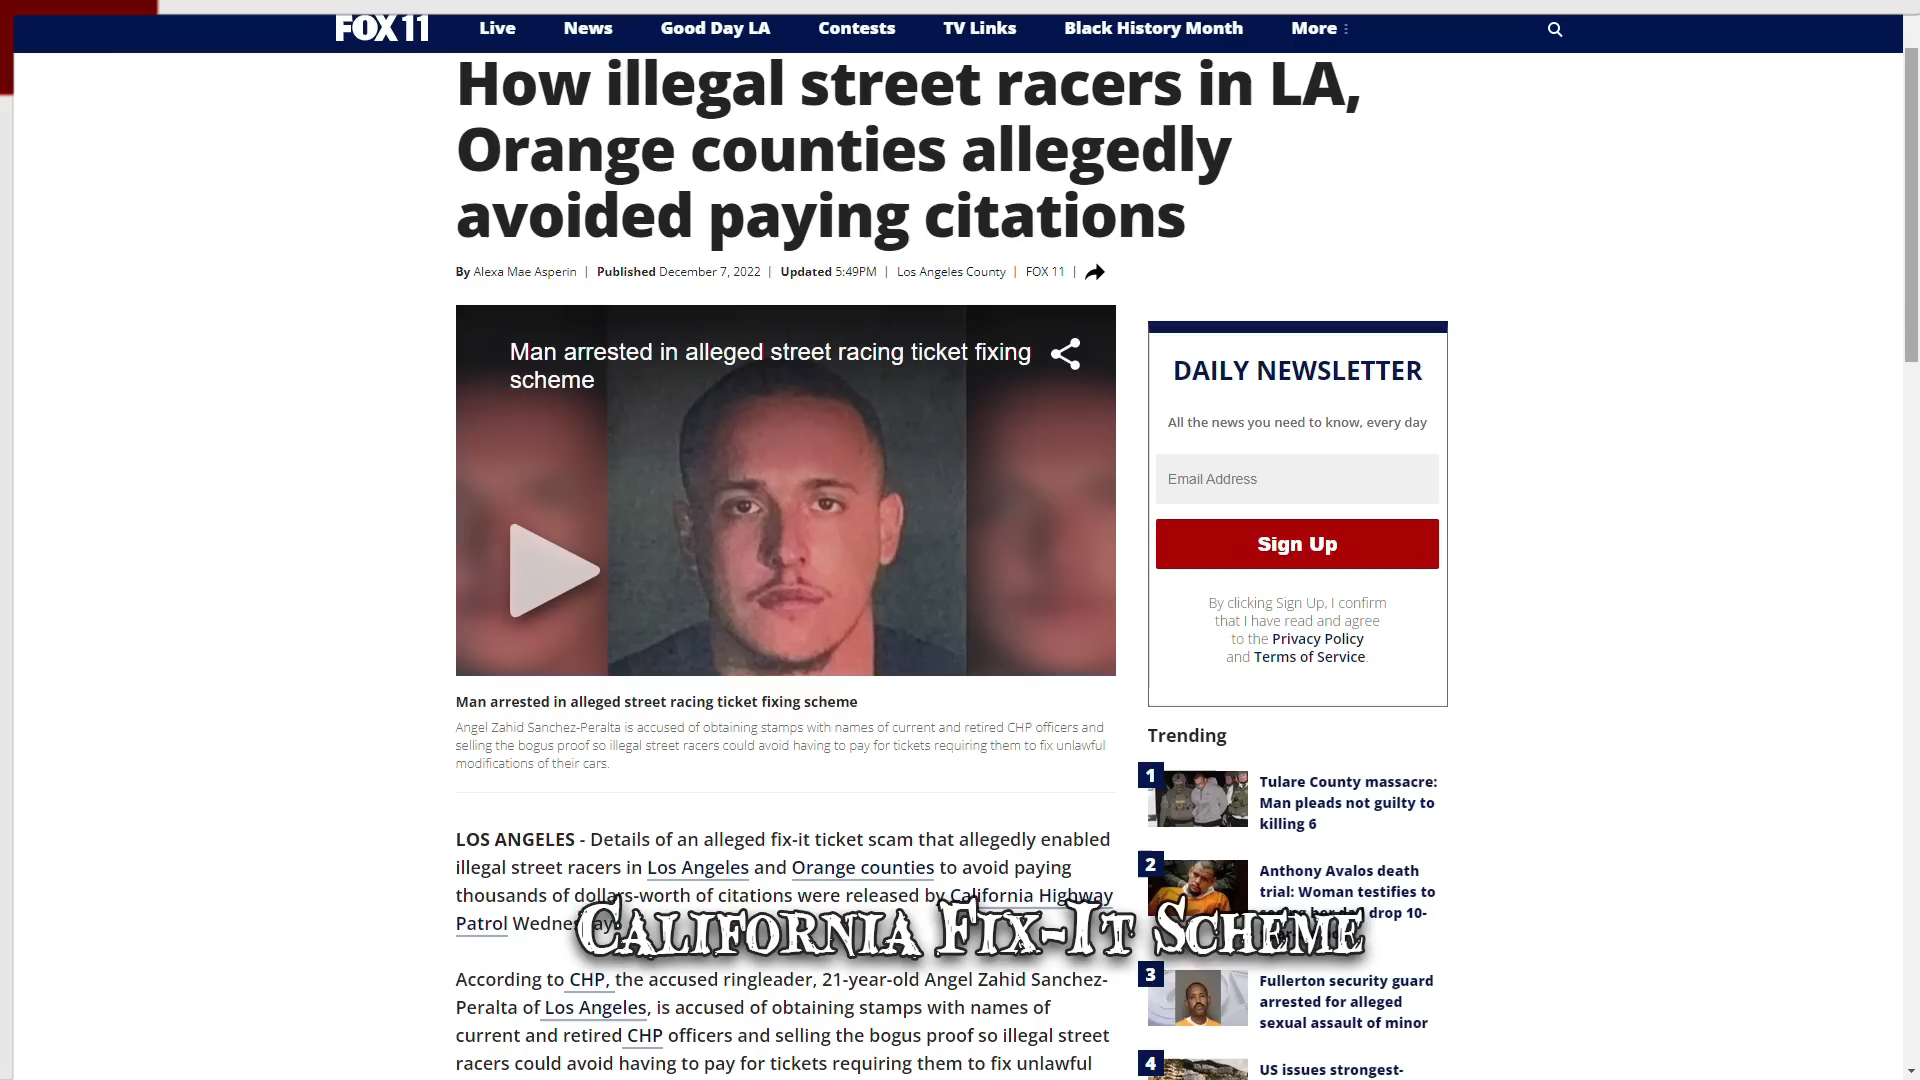 FOX 11
Live News Good Day LA Contests TV Links Black History Month More
How illegal street racers in LA,
Orange counties allegedly
avoided paying citations
By Alexa Mae Asperin | Published December 7, 2022 | Updated 5:49PM | Los Angeles County | FOX 11 |
Man arrested in alleged street racing ticket fixing
scheme
Man arrested in alleged street racing ticket fixing scheme
Angel Zahid Sanchez-Peralta is accused of obtaining stamps with names of current and retired CHP officers and
selling the bogus proof so illegal street racers could avoid having to pay for tickets requiring them to fix unlawful
modifications of their cars.
LOS ANGELES - Details of an alleged fix-it ticket scam that allegedly enabled
illegal street racers in Los Angeles and Orange counties to avoid paying
thousands of dollars-worth of citations were released by California Highway
Patrol Wednesday
California Fix-It Scheme
According to CHP, the accused ringleader, 21-year-old Angel Zahid Sanchez-
Peralta of Los Angeles, is accused of obtaining stamps with names of
current and retired CHP officers and selling the bogus proof so illegal street
racers could avoid having to pay for tickets requiring them to fix unlawful
DAILY NEWSLETTER
All the news you need to know, every day
Email Address
Sign Up
By clicking Sign Up, I confirm
that I have read and agree
to the Privacy Policy
and Terms of Service.
Trending
1
Tulare County massacre:
Man pleads not guilty to
killing 6
2
Anthony Avalos death
trial: Woman testifies to
drop 10-
3
Fullerton security guard
arrested for alleged
sexual assault of minor
4
US issues strongest-